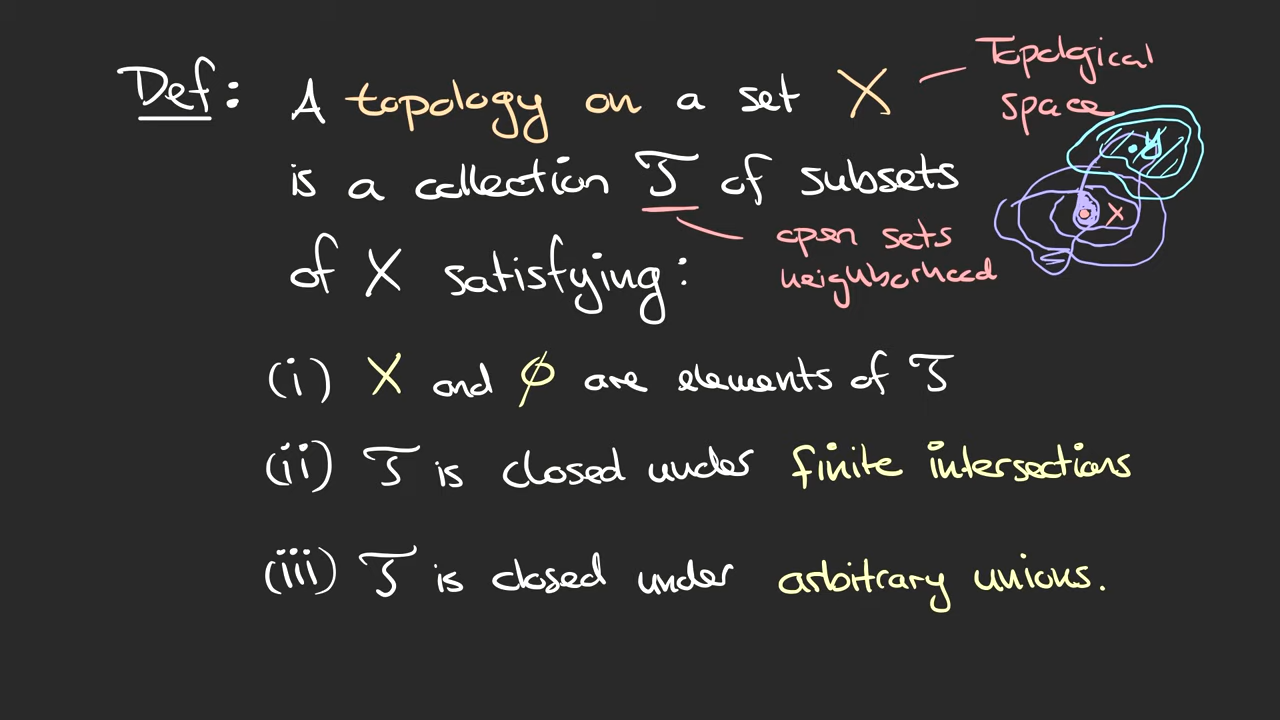 Def: A topology on a set X
Topological
space
is a collection T of subsets
open sets
neighborhood
of X satisfying:
y
x
(i) X and ∅ are elements of T
(ii) T is closed under finite intersections
(iii) T is closed under arbitrary unions.